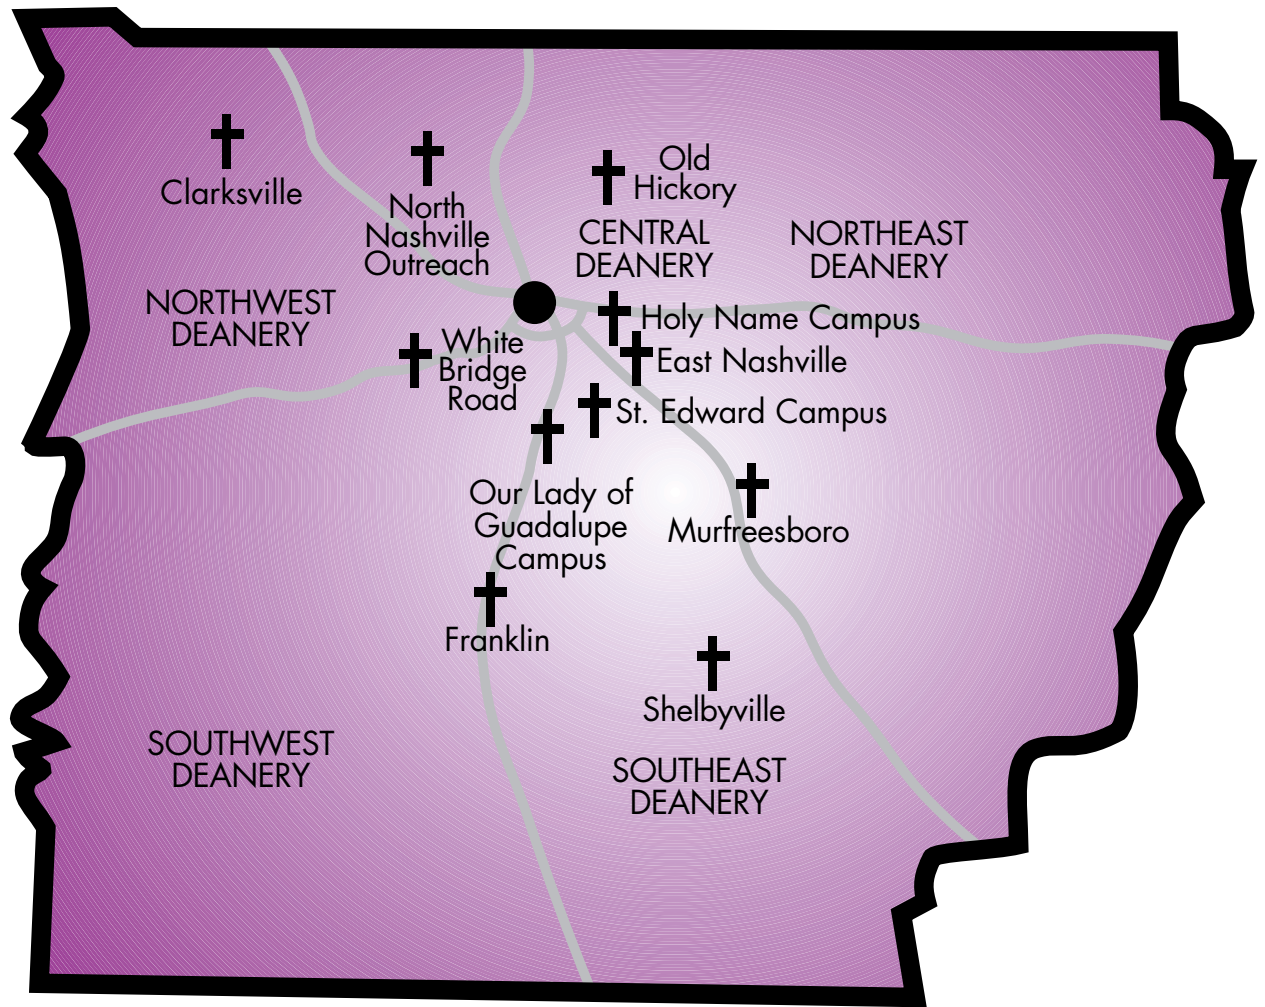 Clarksville
North
Nashville
Outreach
Old
Hickory
CENTRAL
DEANERY
NORTHEAST
DEANERY
NORTHWEST
DEANERY
Holy Name Campus
White
Bridge
Road
East Nashville
St. Edward Campus
Our Lady of
Guadalupe
Campus
Murfreesboro
Franklin
Shelbyville
SOUTHWEST
DEANERY
SOUTHEAST
DEANERY